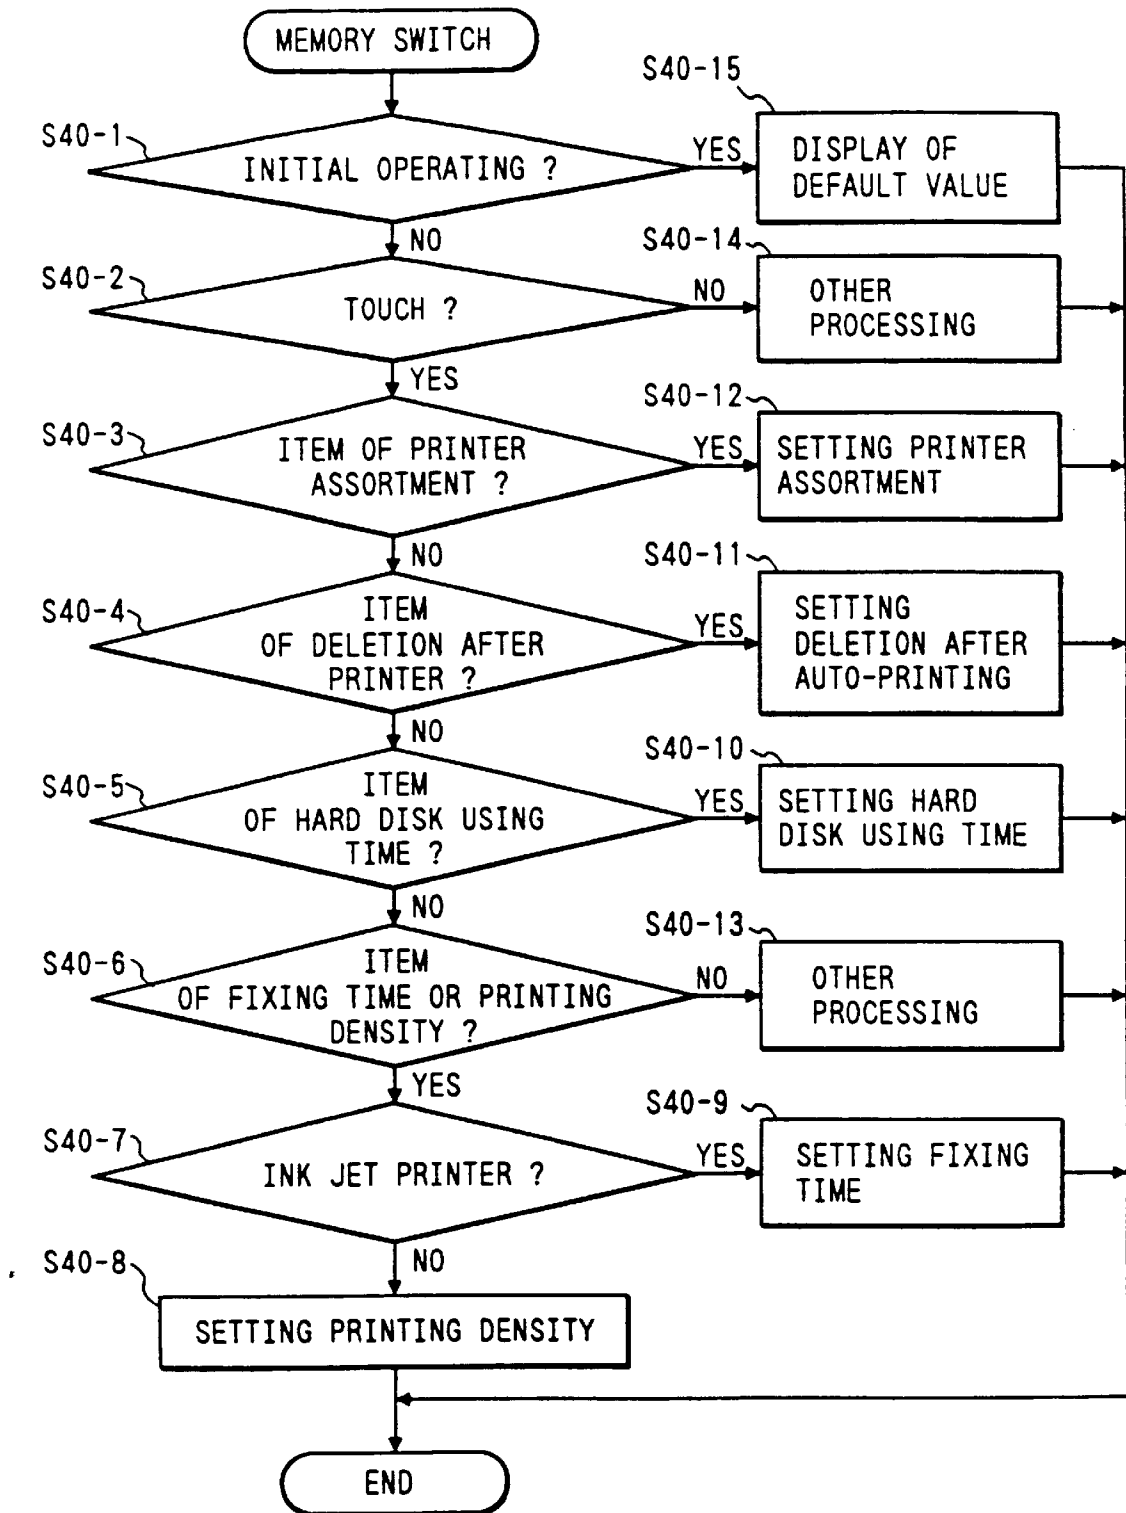 MEMORY SWITCH
S40-15
S40-1
INITIAL OPERATING ?
YES
DISPLAY OF
DEFAULT VALUE
NO
S40-14
S40-2
TOUCH ?
NO
OTHER
PROCESSING
YES
S40-12
S40-3
ITEM OF PRINTER
ASSORTMENT ?
YES
SETTING PRINTER
ASSORTMENT
NO
S40-11
S40-4
ITEM
OF DELETION AFTER
PRINTER ?
YES
SETTING
DELETION AFTER
AUTO-PRINTING
NO
S40-10
S40-5
ITEM
OF HARD DISK USING
TIME ?
YES
SETTING HARD
DISK USING TIME
NO
S40-13
S40-6
ITEM
OF FIXING TIME OR PRINTING
DENSITY ?
NO
OTHER
PROCESSING
YES
S40-9
S40-7
INK JET PRINTER ?
YES
SETTING FIXING
TIME
NO
S40-8
SETTING PRINTING DENSITY
END